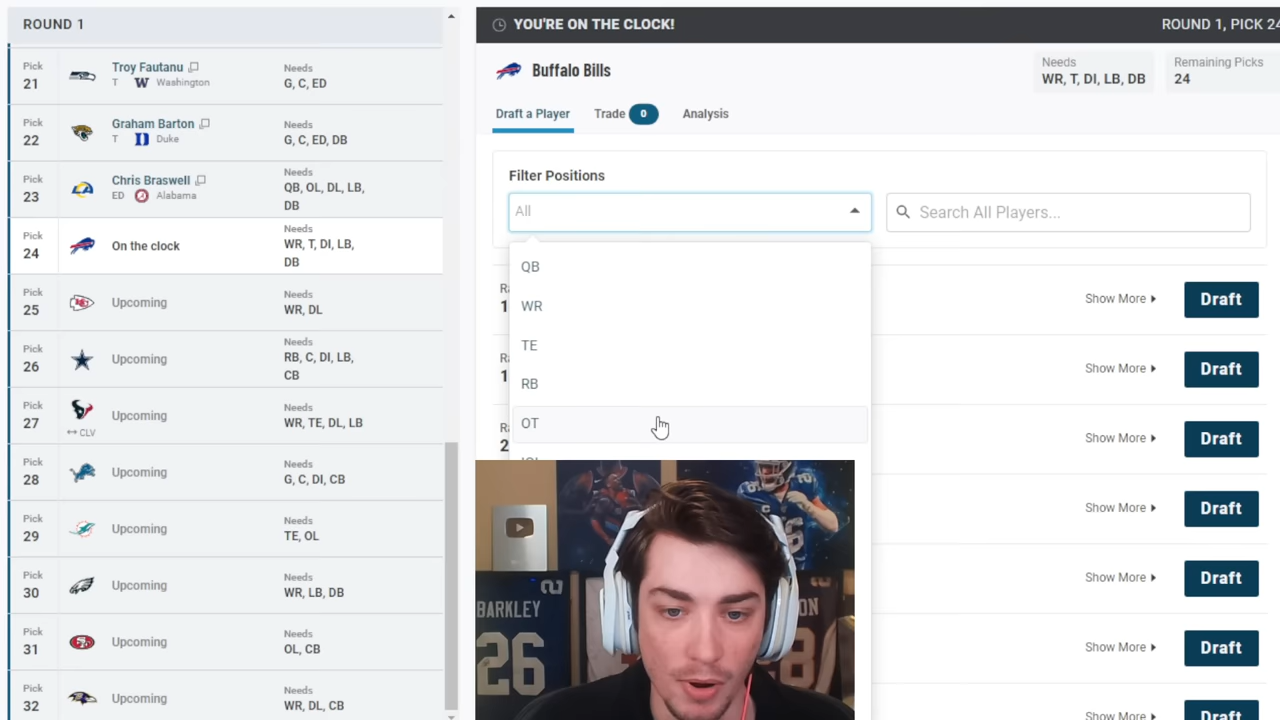 ROUND 1
Pick
21
Troy Fautanu
T Washington
Needs
G, C, ED
Pick
22
Graham Barton
T Duke
Needs
G, C, ED, DB
Pick
23
Chris Braswell
ED Alabama
Needs
QB, OL, DL, LB,
DB
Pick
24
On the clock
Needs
WR, T, DI, LB,
DB
Pick
25
Upcoming
Needs
WR, DL
Pick
26
Upcoming
Needs
RB, C, DI, LB,
CB
Pick
27
↔ CLV
Upcoming
Needs
WR, TE, DL, LB
Pick
28
Upcoming
Needs
G, C, DI, CB
Pick
29
Upcoming
Needs
TE, OL
Pick
30
Upcoming
Needs
WR, LB, DB
Pick
31
Upcoming
Needs
OL, CB
Pick
32
Upcoming
Needs
WR, DL, CB
YOU'RE ON THE CLOCK!
ROUND 1, PICK 24
Buffalo Bills
Needs
WR, T, DI, LB, DB
Remaining Picks
24
Draft a Player
Trade 0
Analysis
Filter Positions
All
Search All Players...
QB
WR
TE
RB
OT
Show More
Draft
Show More
Draft
Show More
Draft
Show More
Draft
Show More
Draft
Show More
Draft
Show More
Draft
BARKLEY
26